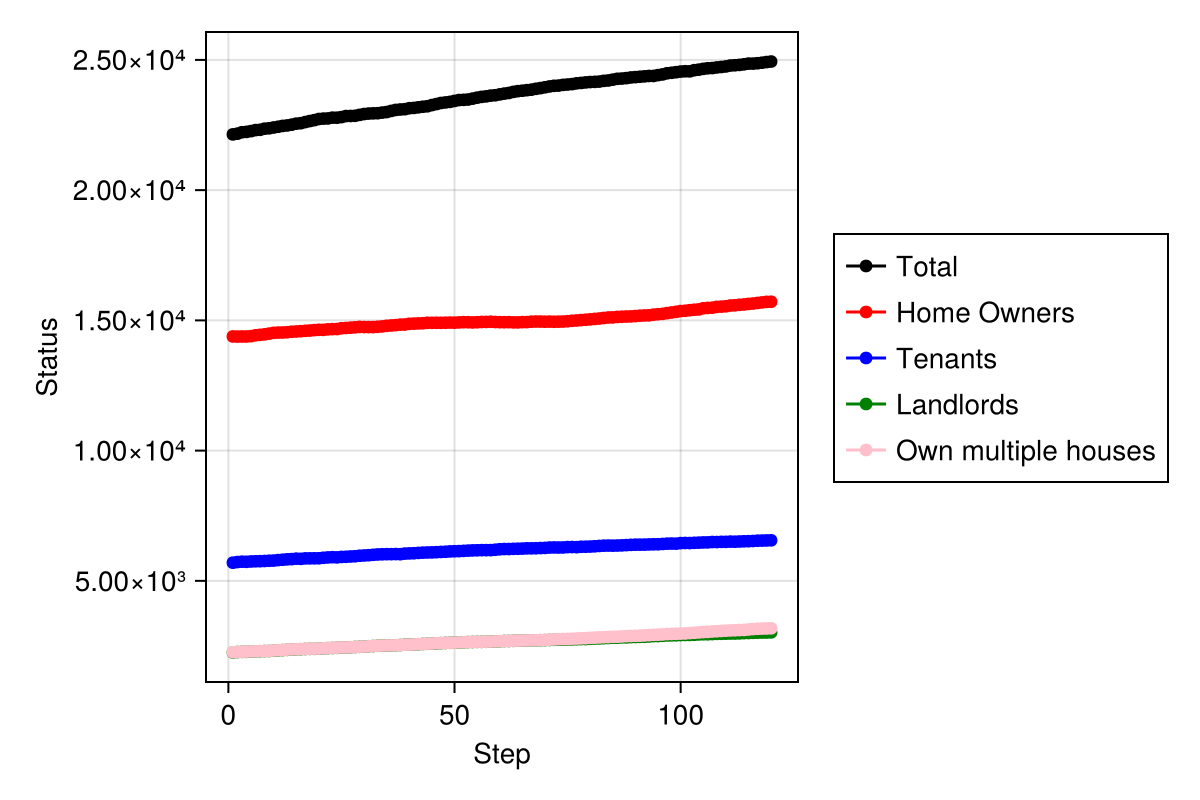 2.50×10⁴
2.00×10⁴
1.50×10⁴
1.00×10⁴
5.00×10³
Status
0
50
100
Step
Total
Home Owners
Tenants
Landlords
Own multiple houses